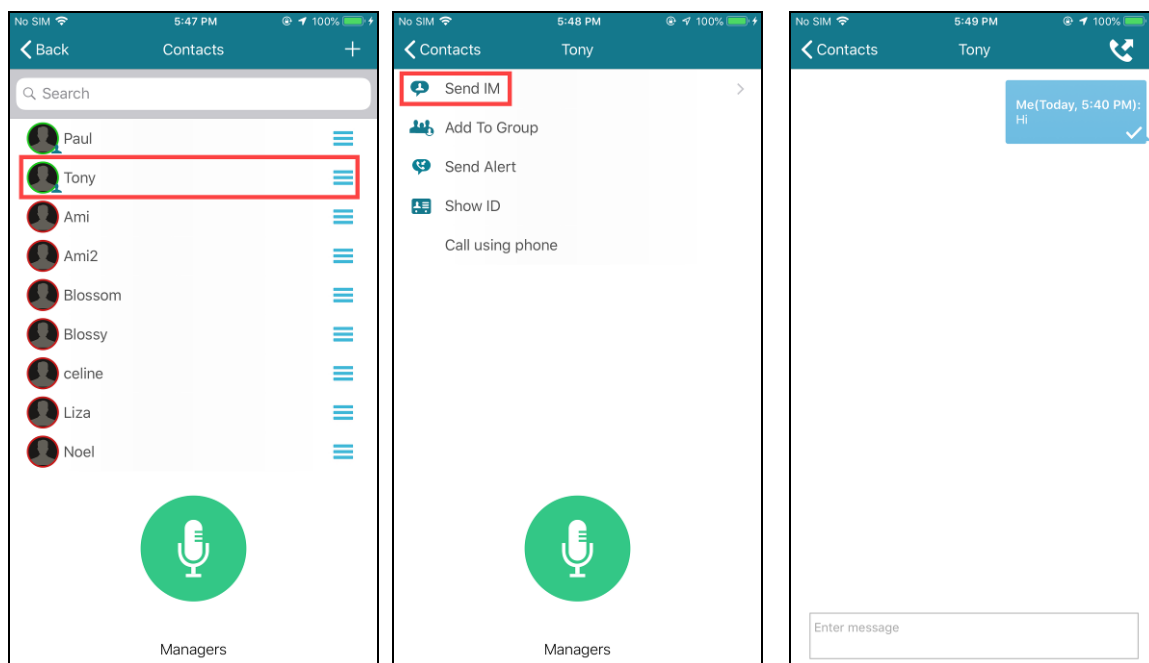 No SIM 5:47 PM 100%
Back Contacts +
Search
Paul
Tony
Ami
Ami2
Blossom
Blossy
celine
Liza
Noel
Managers
No SIM 5:48 PM 100%
Contacts Tony
Send IM
Add To Group
Send Alert
Show ID
Call using phone
Managers
No SIM 5:49 PM 100%
Contacts Tony
Me(Today, 5:40 PM):
Hi
Enter message